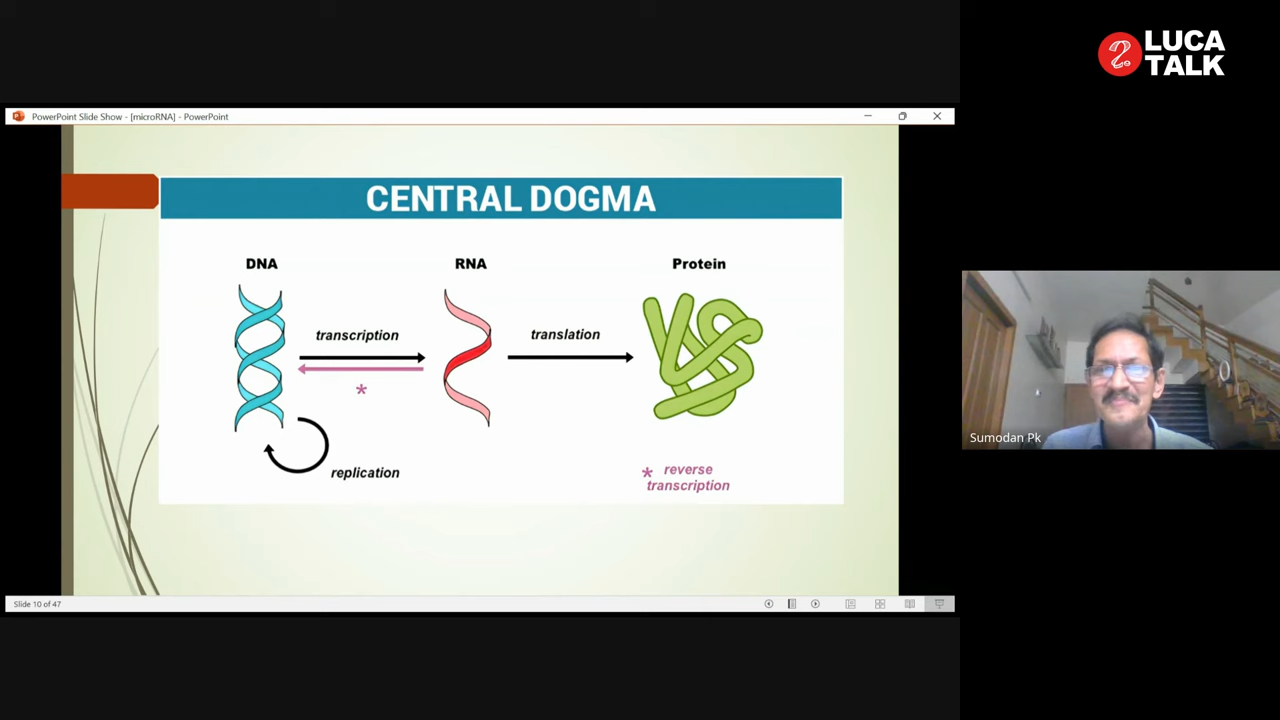 LUCA
TALK
PowerPoint Slide Show - [microRNA] - PowerPoint
CENTRAL DOGMA
DNA
RNA
Protein
transcription
translation
*
replication
* reverse
transcription
Sumodan Pk
Slide 10 of 47